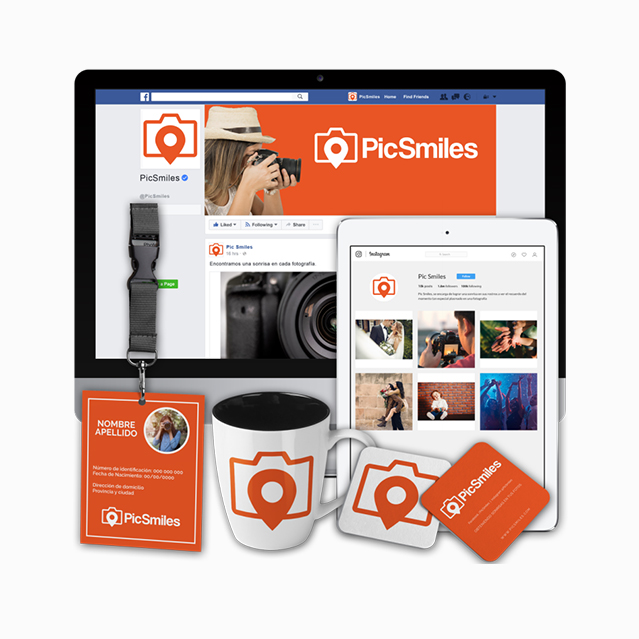 PicSmiles Home Find Friends
PicSmiles
PicSmiles
@PicSmiles
Liked Following Share
Pic Smiles
19 hrs
Encontramos una sonrisa en cada fotografía
Page
Instagram
Pic Smiles Follow
NOMBRE
APELLIDO
Número de identificación: 000 000 000
Fecha de Nacimiento: 00/00/0000
Dirección de domicilio
Provincia y ciudad
PicSmiles
PicSmiles